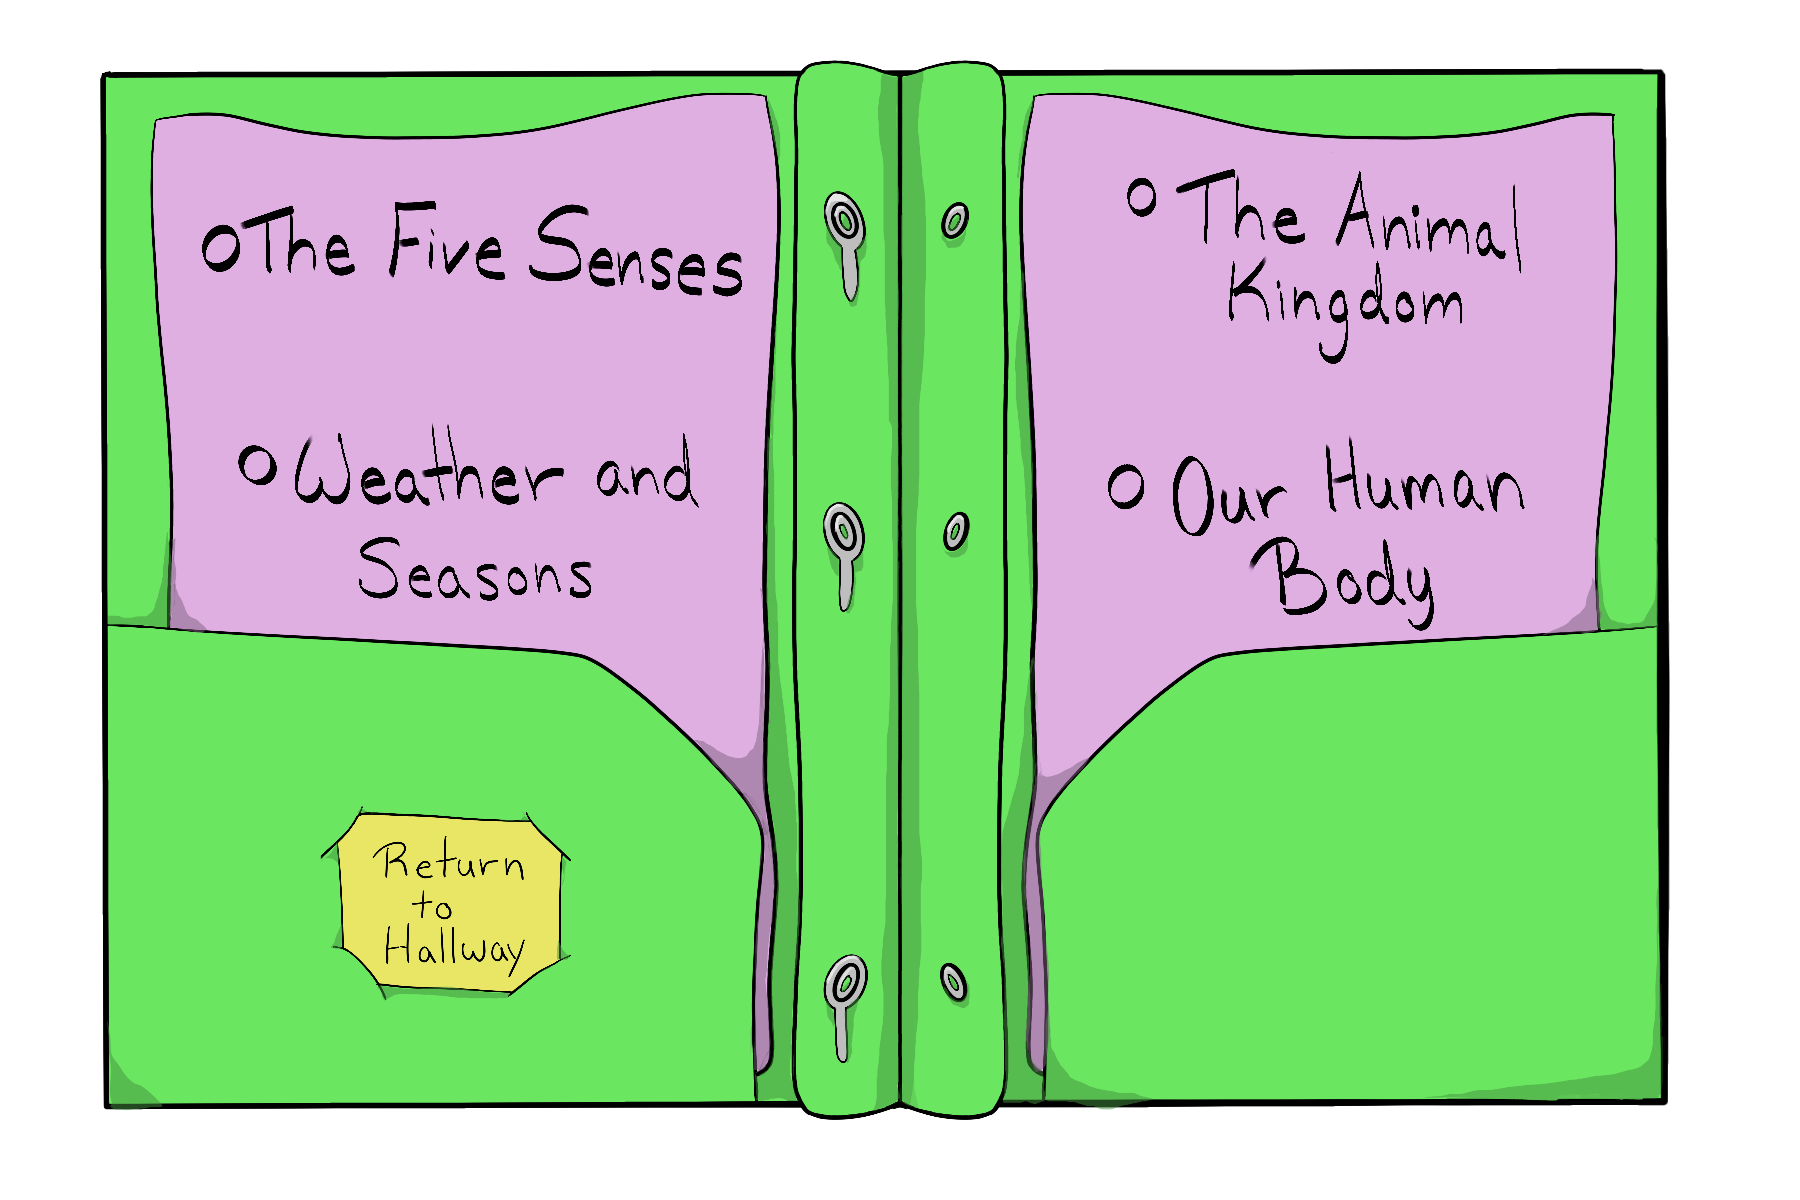 The Five Senses
Weather and
Seasons
Return
to
Hallway
The Animal
Kingdom
Our Human
Body